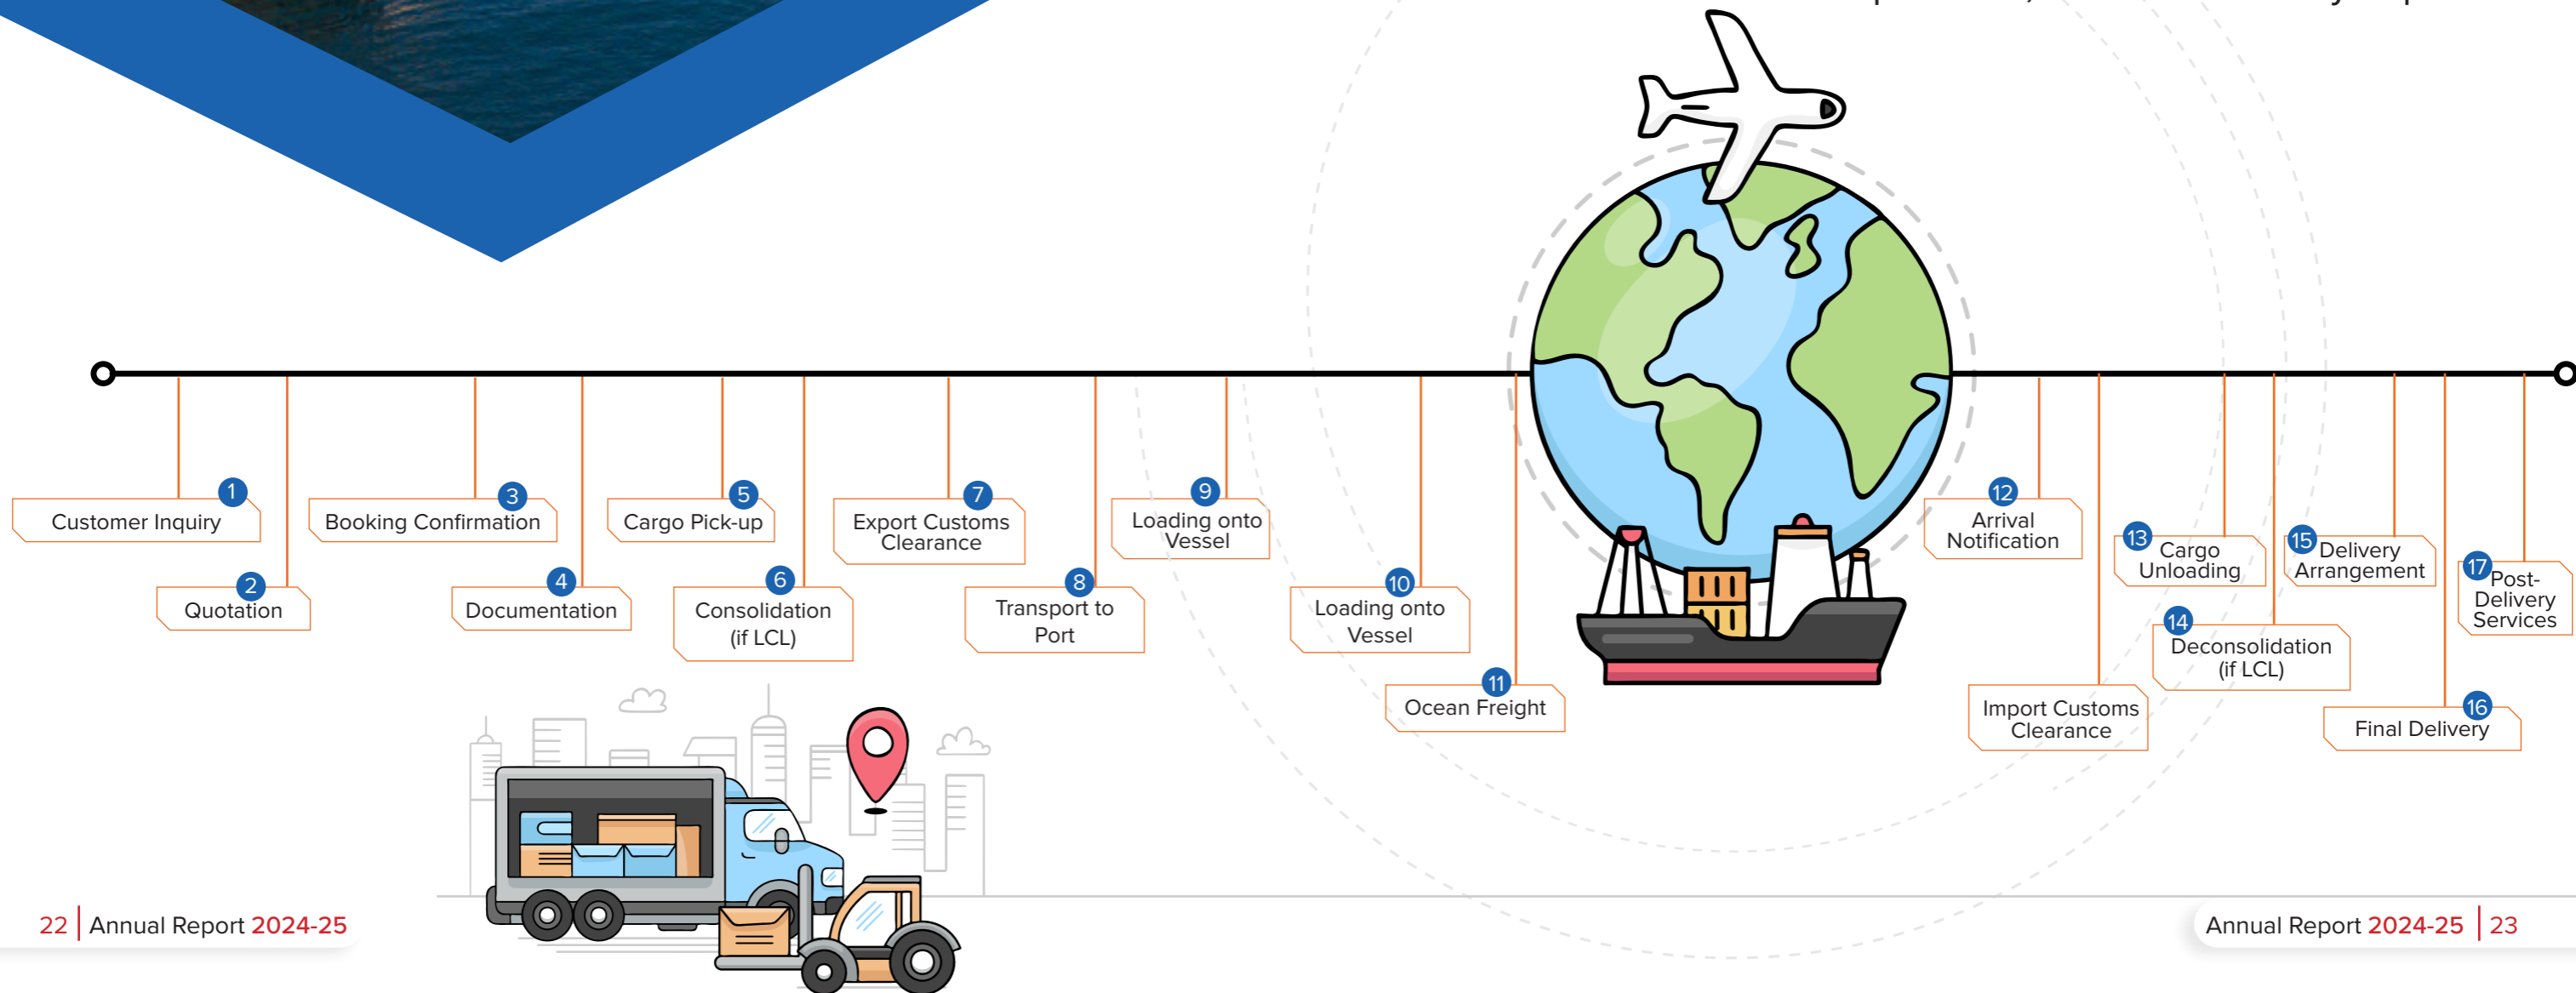 1
Customer Inquiry
2
Quotation
3
Booking Confirmation
4
Documentation
5
Cargo Pick-up
6
Consolidation
(if LCL)
7
Export Customs
Clearance
8
Transport to
Port
9
Loading onto
Vessel
10
Loading onto
Vessel
11
Ocean Freight
12
Arrival
Notification
Import Customs
Clearance
13
Cargo
Unloading
14
Deconsolidation
(if LCL)
15
Delivery
Arrangement
16
Final Delivery
17
Post-
Delivery
Services
22 | Annual Report 2024-25
Annual Report 2024-25 | 23